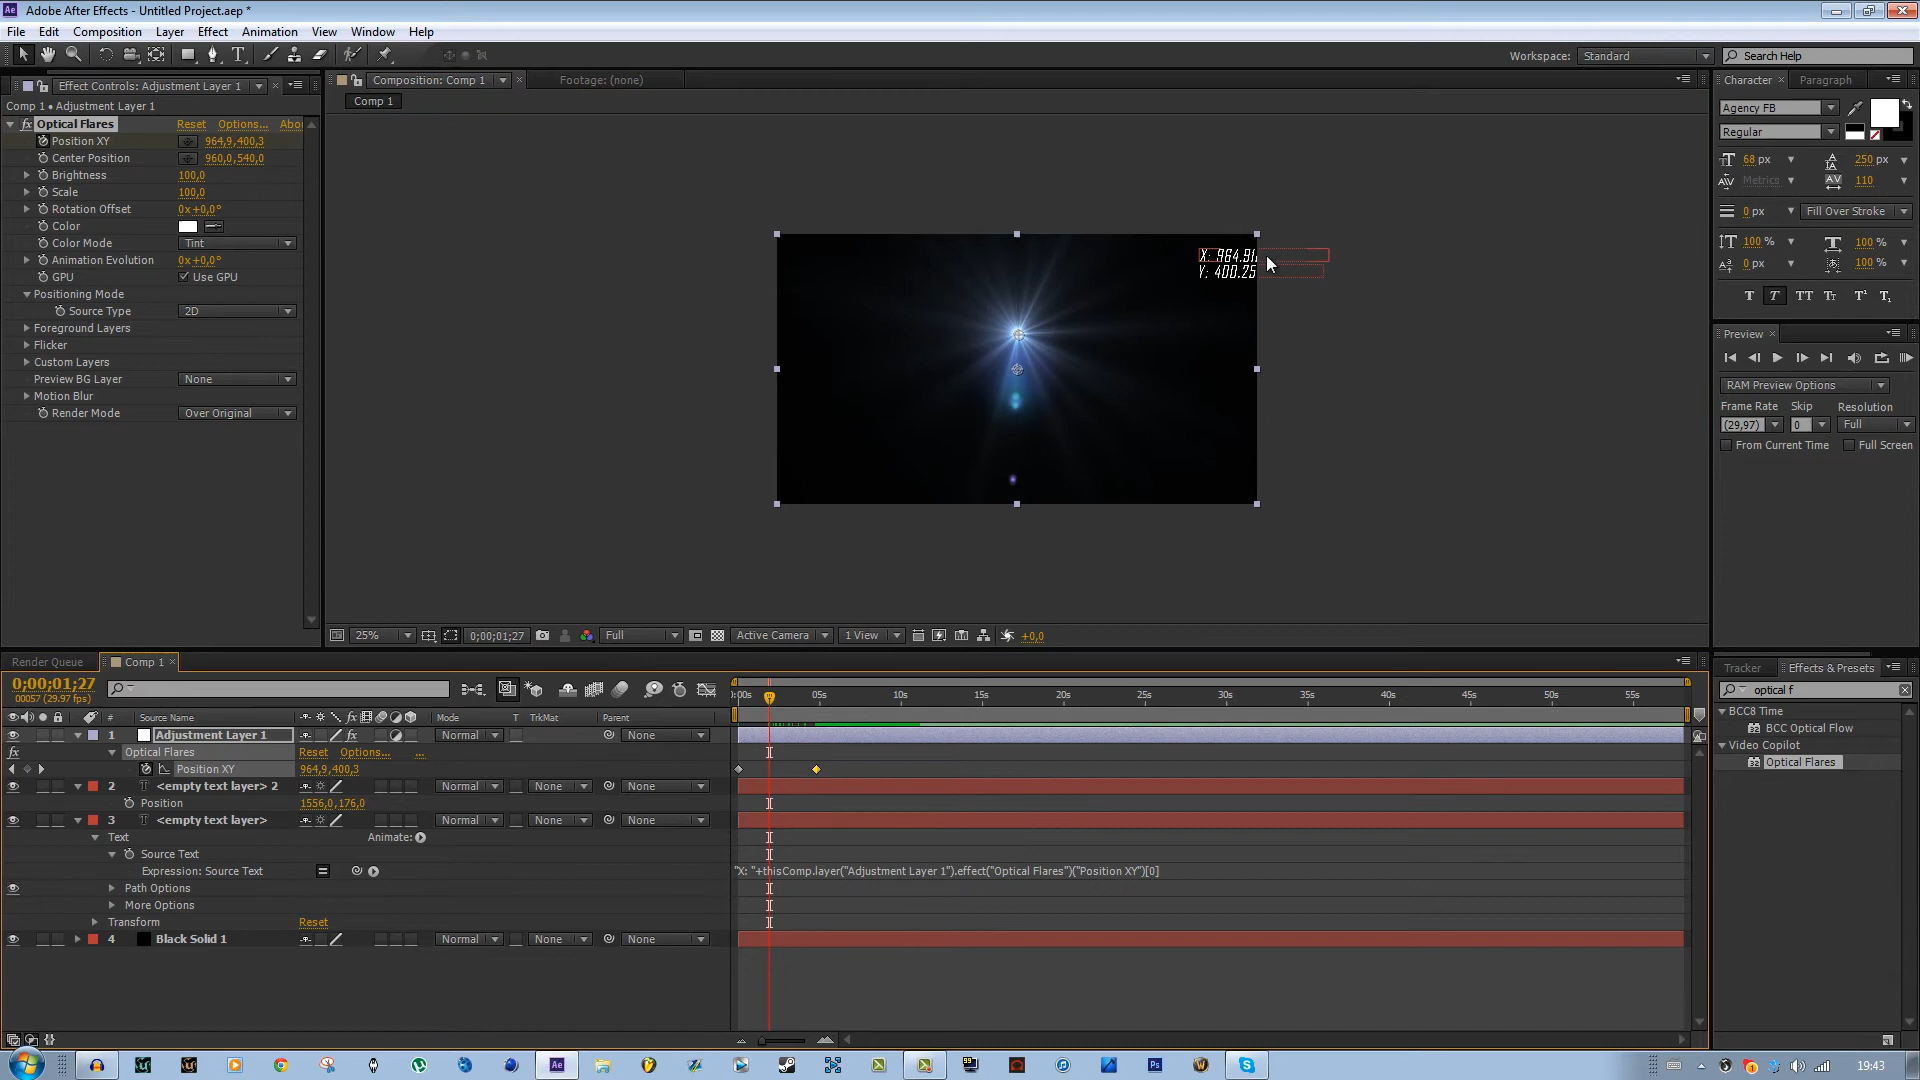 Adobe After Effects - Untitled Project.aep *
File Edit Composition Layer Effect Animation View Window Help
Workspace: Standard Search Help
Effect Controls: Adjustment Layer 1
Comp 1 • Adjustment Layer 1
Optical Flares Reset Options... Abo
Position XY 964,9,400,3
Center Position 960,0,540,0
Brightness 100,0
Scale 100,0
Rotation Offset 0x+0,0°
Color
Color Mode Tint
Animation Evolution 0x+0,0°
GPU Use GPU
Positioning Mode
Source Type 2D
Foreground Layers
Flicker
Custom Layers
Preview BG Layer None
Motion Blur
Render Mode Over Original
Composition: Comp 1 Footage: (none)
Comp 1
X: 964.91
Y: 400.25
25% 0;00;01;27 Full Active Camera 1 View +0,0
Character Paragraph
Agency FB
Regular
68 px 250 px
Metrics 110
0 px Fill Over Stroke
100 % 100 %
0 px 100 %
Preview
RAM Preview Options
Frame Rate Skip Resolution
(29,97) 0 Full
From Current Time Full Screen
Tracker Effects & Presets
optical f
BCC8 Time
BCC Optical Flow
Video Copilot
Optical Flares
Render Queue Comp 1
0;00;01;27
00057 (29.97 fps)
:00s 05s 10s 15s 20s 25s 30s 35s 40s 45s 50s 55s
# Source Name Mode T TrkMat Parent
1 Adjustment Layer 1 Normal None
Optical Flares Reset Options... ...
Position XY 964,9,400,3
2 <empty text layer> 2 Normal None None
Position 1556,0,176,0
3 <empty text layer> Normal None None
Text Animate:
Source Text
Expression: Source Text "X: "+thisComp.layer("Adjustment Layer 1").effect("Optical Flares")("Position XY")[0]
Path Options
More Options
Transform Reset
4 Black Solid 1 Normal None None
19:43